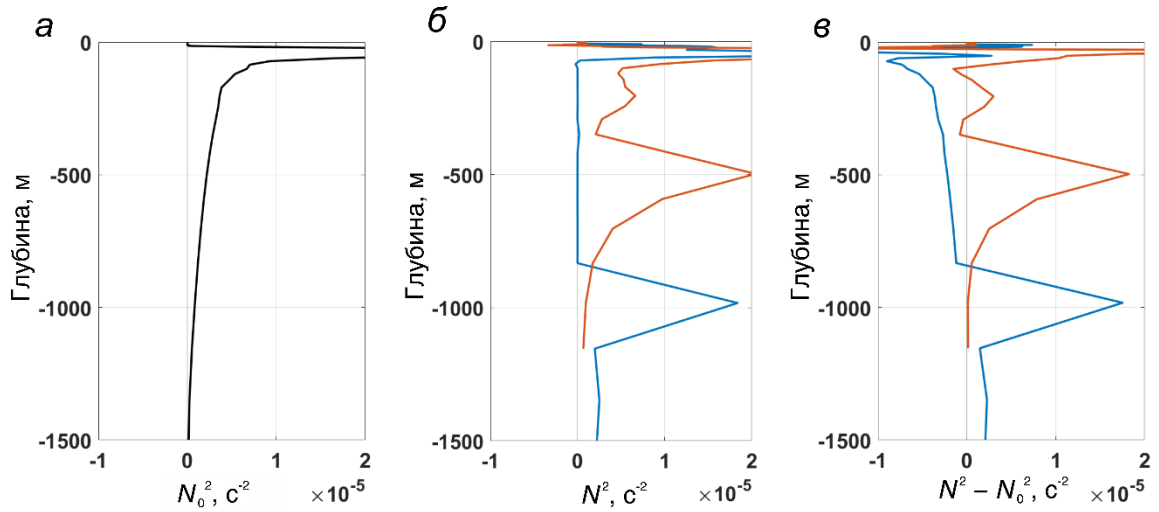 а
0
-500
-1000
-1500
Глубина, м
-1 0 1 2
×10⁻⁵
N₀², с⁻²
б
0
-500
-1000
-1500
Глубина, м
-1 0 1 2
×10⁻⁵
N², с⁻²
в
0
-500
-1000
-1500
Глубина, м
-1 0 1 2
×10⁻⁵
N² – N₀², с⁻²